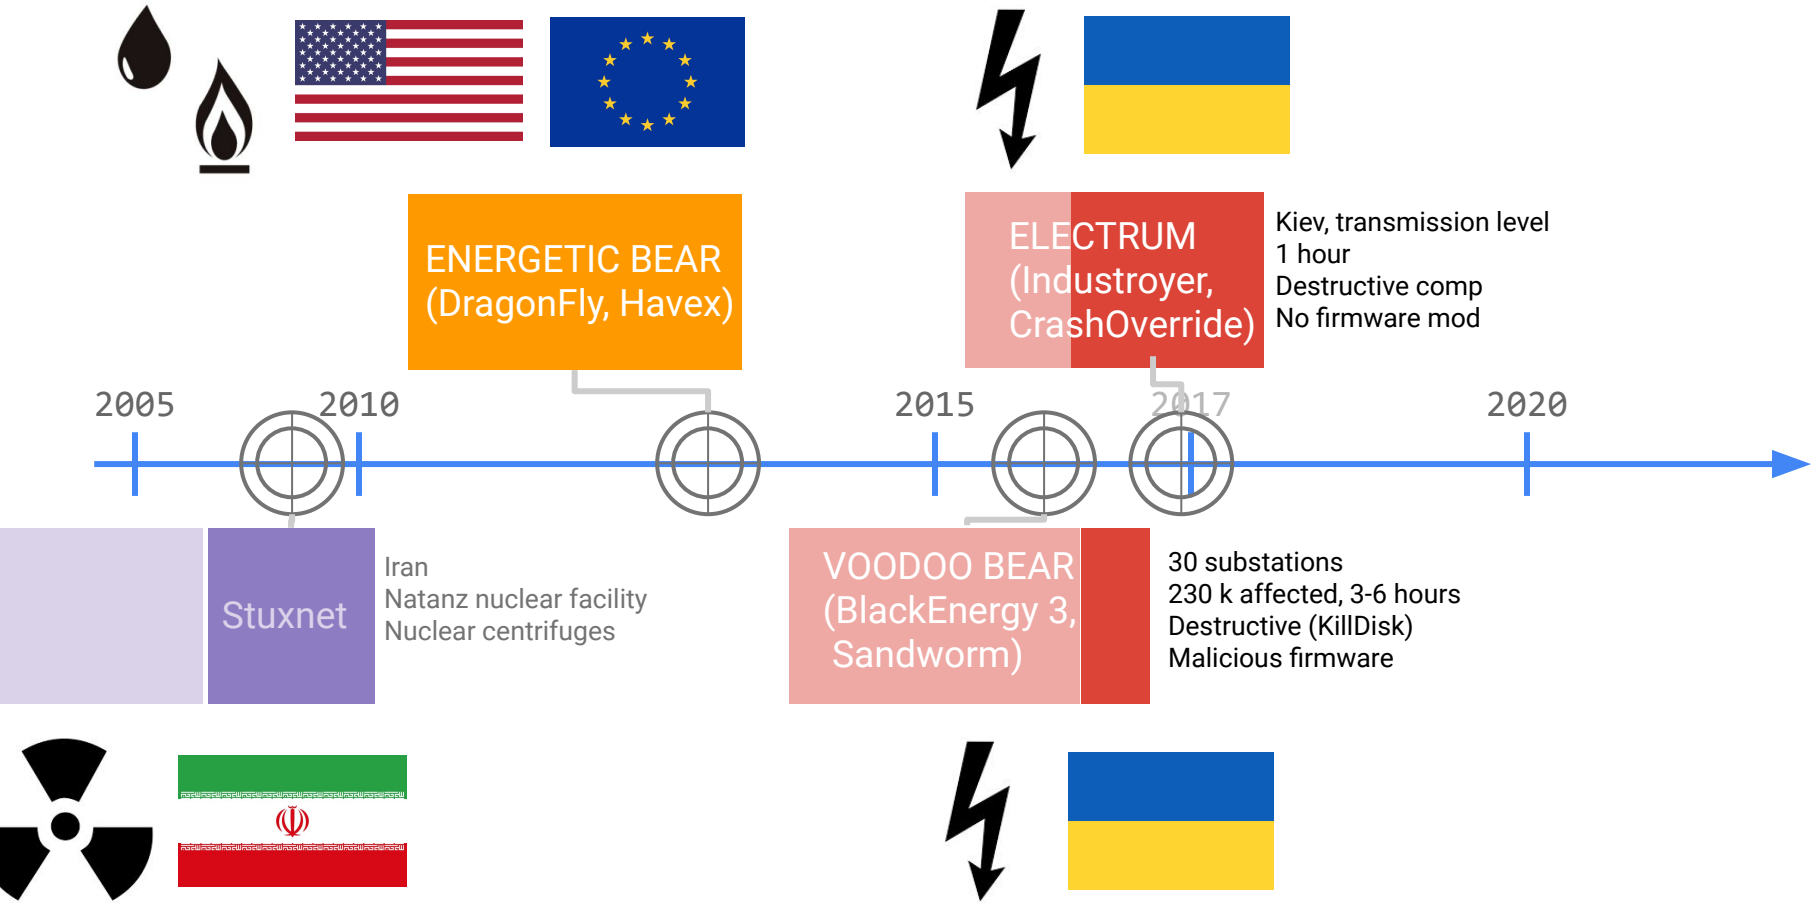 ENERGETIC BEAR
(DragonFly, Havex)
ELECTRUM
(Industroyer,
CrashOverride)
Kiev, transmission level
1 hour
Destructive comp
No firmware mod
2005
2010
2015
2017
2020
Stuxnet
Iran
Natanz nuclear facility
Nuclear centrifuges
VOODOO BEAR
(BlackEnergy 3,
Sandworm)
30 substations
230 k affected, 3-6 hours
Destructive (KillDisk)
Malicious firmware